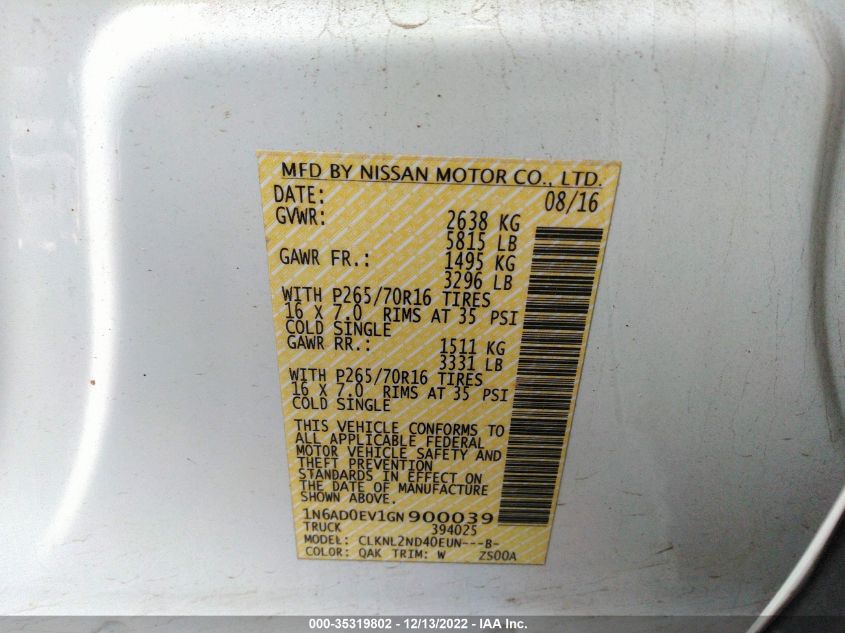 MFD BY NISSAN MOTOR CO., LTD.
DATE: 08/16
GVWR: 2638 KG
5815 LB
GAWR FR.: 1495 KG
3296 LB
WITH P265/70R16 TIRES
16 X 7.0 RIMS AT 35 PSI
COLD SINGLE
GAWR RR.: 1511 KG
3331 LB
WITH P265/70R16 TIRES
16 X 7.0 RIMS AT 35 PSI
COLD SINGLE
THIS VEHICLE CONFORMS TO
ALL APPLICABLE FEDERAL
MOTOR VEHICLE SAFETY AND
THEFT PREVENTION
STANDARDS IN EFFECT ON
THE DATE OF MANUFACTURE
SHOWN ABOVE.
1N6AD0EV1GN900039
TRUCK 394025
MODEL: CLKNL2ND40EUN---B-
COLOR: QAK TRIM: W ZS00A
000-35319802 - 12/13/2022 - IAA Inc.